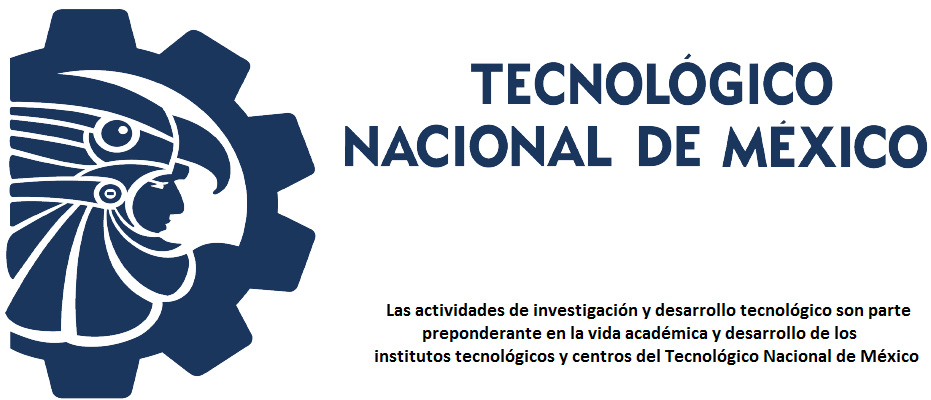 TECNOLÓGICO
NACIONAL DE MÉXICO
Las actividades de investigación y desarrollo tecnológico son parte
preponderante en la vida académica y desarrollo de los
institutos tecnológicos y centros del Tecnológico Nacional de México